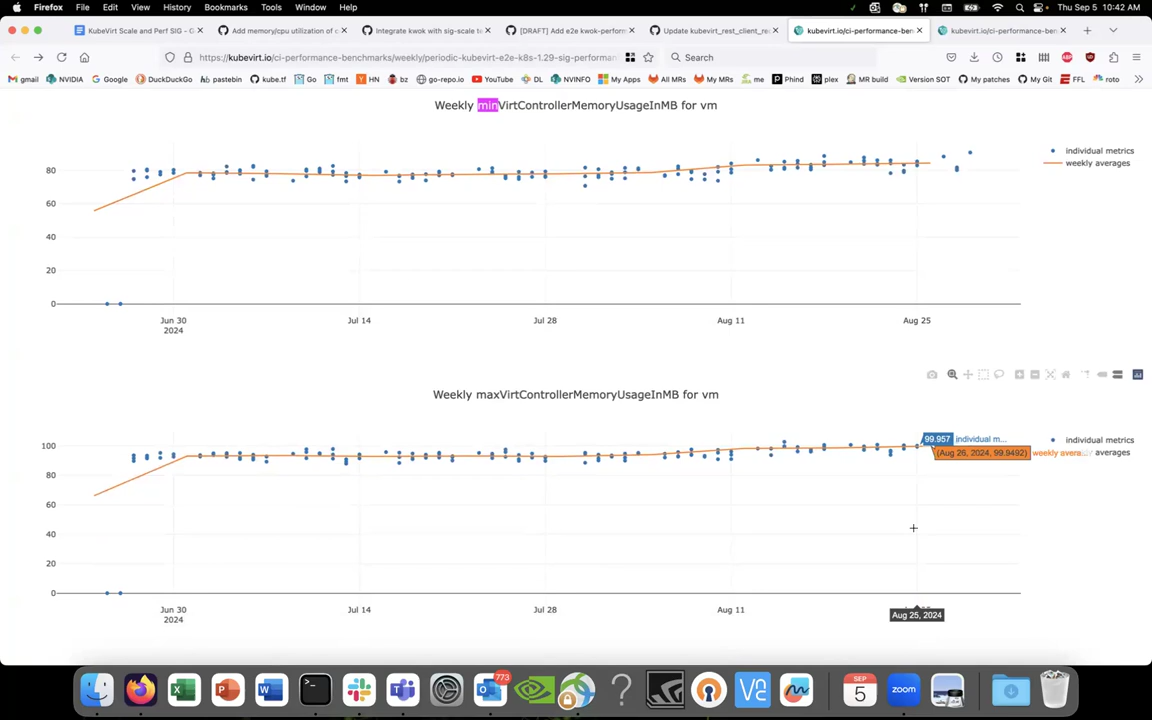 Firefox File Edit View History Bookmarks Tools Window Help Thu Sep 5 10:42 AM
KubeVirt Scale and Perf SIG - G Add memory/cpu utilization of c Integrate kwok with sig-scale t [DRAFT] Add e2e kwok-perform Update kubevirt_rest_client_re kubevirt.io/ci-performance-ben kubevirt.io/ci-performance-ben
https://kubevirt.io/ci-performance-benchmarks/weekly/periodic-kubevirt-e2e-k8s-1.29-sig-performan Search
gmail NVIDIA Google DuckDuckGo pastebin go-repo.io YouTube DL NVINFO My Apps kube.tf Go fmt HN bz All MRs My MRs me Phind plex MR build Version SOT My patches My Git FFL roto
Weekly minVirtControllerMemoryUsageInMB for vm
individual metrics
weekly averages
80
60
40
20
0
Jun 30 Jul 14 Jul 28 Aug 11 Aug 25
2024
Weekly maxVirtControllerMemoryUsageInMB for vm
100
99.957 individual m...
individual metrics
(Aug 26, 2024, 99.9492) weekly avera...
averages
80
60
40
20
0
Jun 30 Jul 14 Jul 28 Aug 11
2024
Aug 25, 2024
773
SEP
5
zoom